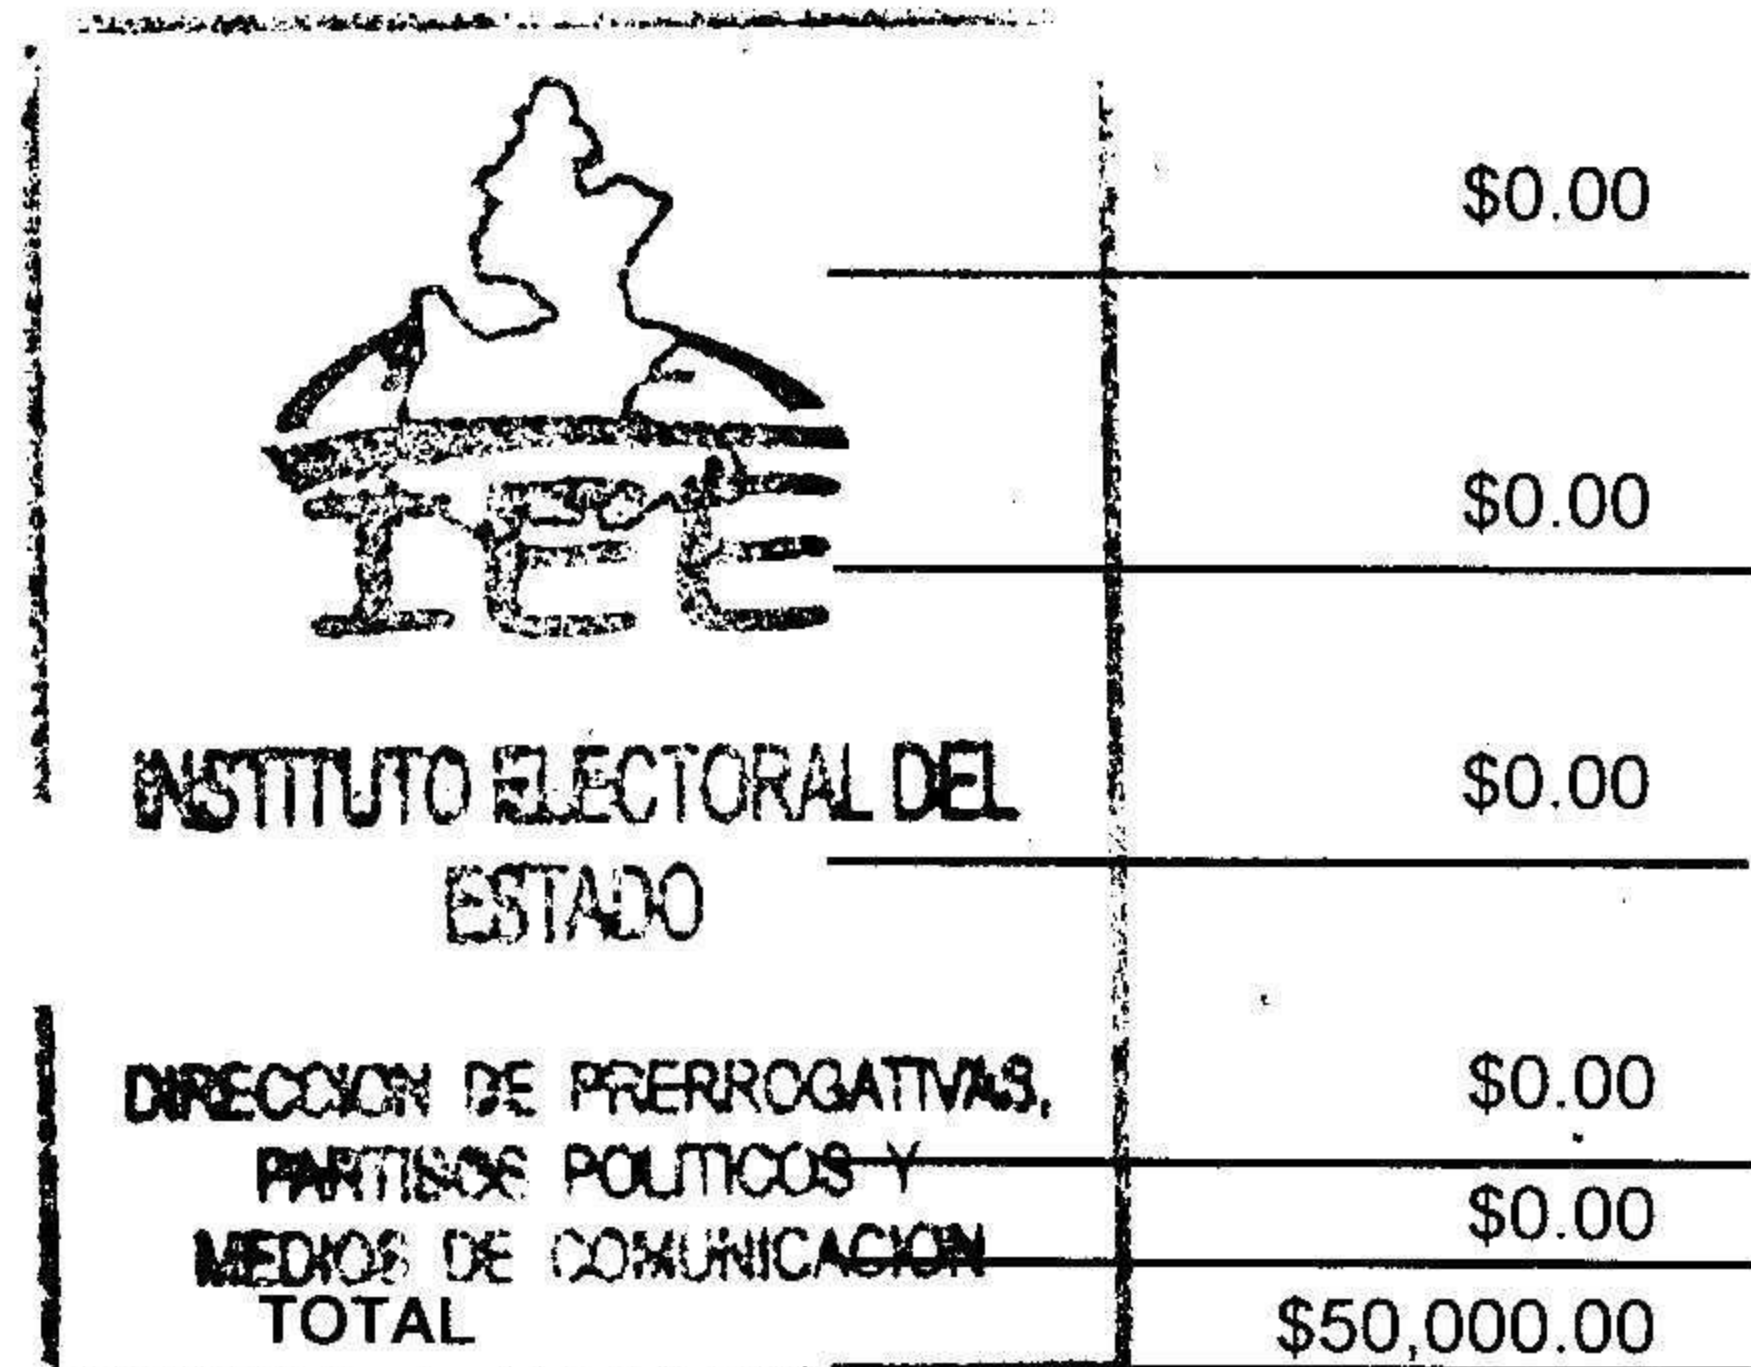 $0.00
$0.00
IEE
INSTITUTO ELECTORAL DEL
$0.00
ESTADO
DIRECCION DE PRERROGATIVAS,
$0.00
PARTIDOS POLITICOS Y
$0.00
MEDIOS DE COMUNICACION
TOTAL
$50,000.00